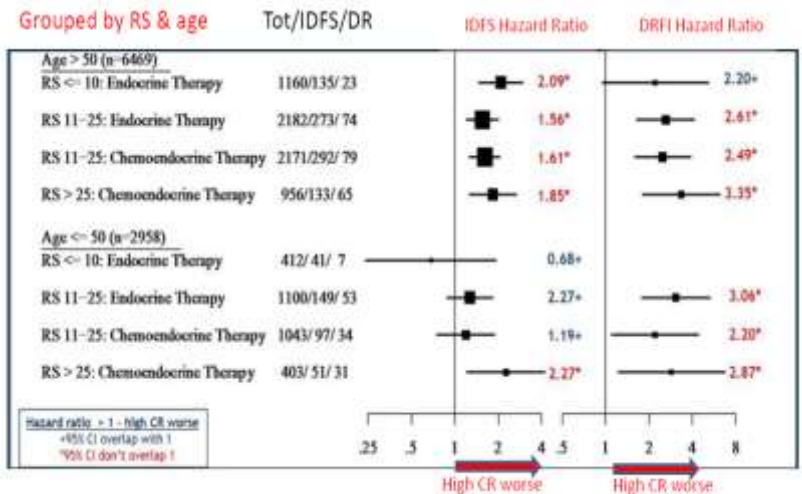 Grouped by RS & age Tot/IDFS/DR IDFS Hazard Ratio DRFI Hazard Ratio
Age > 50 (n=6469)
RS <= 10: Endocrine Therapy 1160/135/ 23 2.09* 2.20+
RS 11-25: Endocrine Therapy 2182/273/ 74 1.56* 2.61*
RS 11-25: Chemoendocrine Therapy 2171/292/ 79 1.61* 2.49*
RS > 25: Chemoendocrine Therapy 956/133/ 65 1.85* 3.35*
Age <= 50 (n=2958)
RS <= 10: Endocrine Therapy 412/ 41/ 7 0.68+
RS 11-25: Endocrine Therapy 1100/149/ 53 2.27+ 3.06*
RS 11-25: Chemoendocrine Therapy 1043/ 97/ 34 1.19+ 2.20*
RS > 25: Chemoendocrine Therapy 403/ 51/ 31 2.27* 2.87*
Hazard ratio > 1 - high CR worse
+95% CI overlap with 1
*95% CI don't overlap 1
.25 .5 1 2 4 .5 1 2 4 8
High CR worse High CR worse